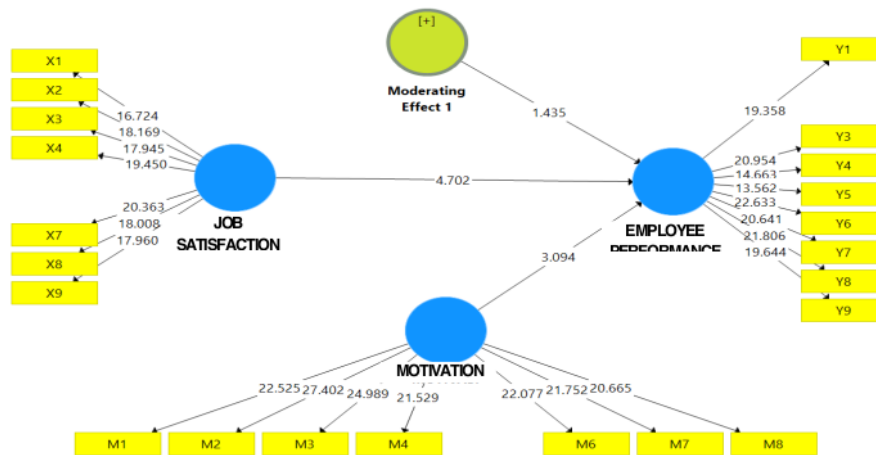 [+]
Moderating
Effect 1
X1
X2
X3
X4
X7
X8
X9
16.724
18.169
17.945
19.450
20.363
18.008
17.960
JOB
SATISFACTION
1.435
4.702
3.094
EMPLOYEE
PERFORMANCE
19.358
20.954
14.663
13.562
22.633
20.641
21.806
19.644
Y1
Y3
Y4
Y5
Y6
Y7
Y8
Y9
MOTIVATION
22.525
27.402
24.989
21.529
22.077
21.752
20.665
M1
M2
M3
M4
M6
M7
M8